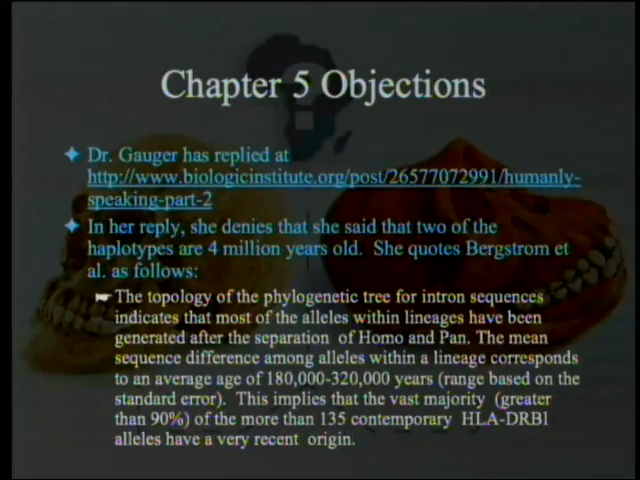 Chapter 5 Objections
Dr. Gauger has replied at
http://www.biologicinstitute.org/post/26577072991/humanly-
speaking-part-2
In her reply, she denies that she said that two of the
haplotypes are 4 million years old. She quotes Bergstrom et
al. as follows:
The topology of the phylogenetic tree for intron sequences
indicates that most of the alleles within lineages have been
generated after the separation of Homo and Pan. The mean
sequence difference among alleles within a lineage corresponds
to an average age of 180,000-320,000 years (range based on the
standard error). This implies that the vast majority (greater
than 90%) of the more than 135 contemporary HLA-DRB1
alleles have a very recent origin.